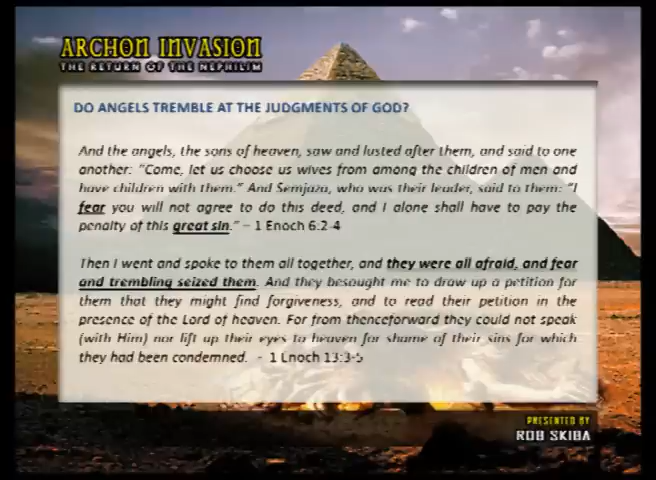 ARCHON INVASION
THE RETURN OF THE NEPHILIM
DO ANGELS TREMBLE AT THE JUDGMENTS OF GOD?
And the angels, the sons of heaven, saw and lusted after them, and said to one
another: “Come, let us choose us wives from among the children of men and
have children with them.” And Semjaza, who was their leader, said to them: “I
fear you will not agree to do this deed, and I alone shall have to pay the
penalty of this great sin.” – 1 Enoch 6:2-4
Then I went and spoke to them all together, and they were all afraid, and fear
and trembling seized them. And they besought me to draw up a petition for
them that they might find forgiveness, and to read their petition in the
presence of the Lord of heaven. For from thenceforward they could not speak
(with Him) nor lift up their eyes to heaven for shame of their sins for which
they had been condemned. - 1 Enoch 13:3-5
PRESENTED BY
ROB SKIBA